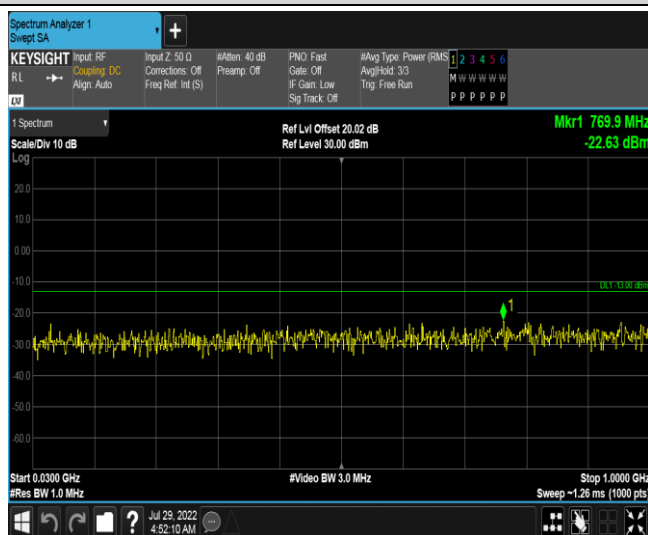 Spectrum Analyzer 1
Swept SA
+
KEYSIGHT
RL
LXI
Input: RF
Coupling: DC
Align: Auto
Input Z: 50 Ω
Corrections: Off
Freq Ref: Int (S)
#Atten: 40 dB
Preamp: Off
PNO: Fast
Gate: Off
IF Gain: Low
Sig Track: Off
#Avg Type: Power (RMS
Avg|Hold: 3/3
Trig: Free Run
1 2 3 4 5 6
M W W W W W
P P P P P P
1 Spectrum
Scale/Div 10 dB
Ref Lvl Offset 20.02 dB
Ref Level 30.00 dBm
Mkr1 769.9 MHz
-22.63 dBm
Log
20.0
10.0
0.00
-10.0
DL1 -13.00 dBm
1
-20.0
-30.0
-40.0
-50.0
-60.0
Start 0.0300 GHz
#Res BW 1.0 MHz
#Video BW 3.0 MHz
Stop 1.0000 GHz
Sweep ~1.26 ms (1000 pts)
?
Jul 29, 2022
4:52:10 AM